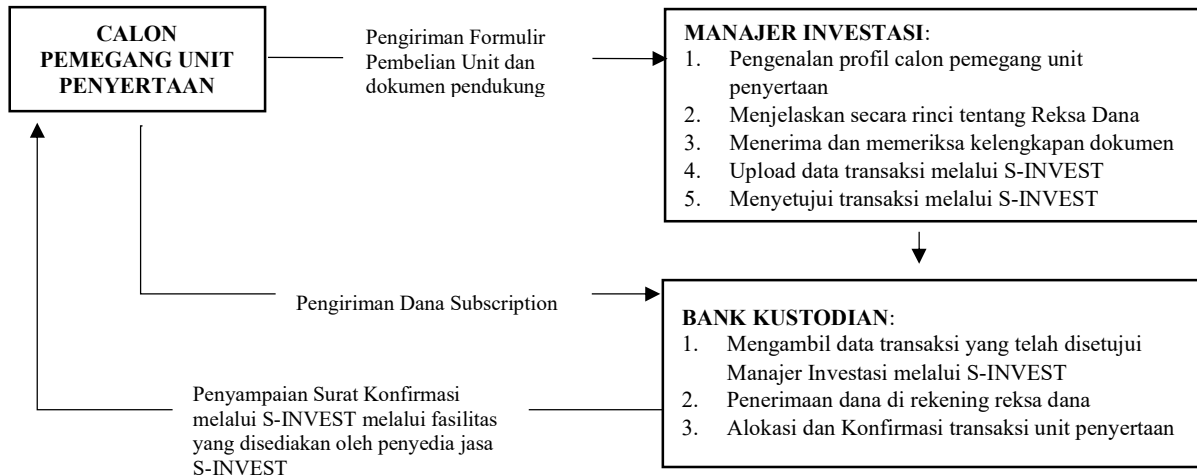 CALON
PEMEGANG UNIT
PENYERTAAN
Pengiriman Formulir
Pembelian Unit dan
dokumen pendukung
MANAJER INVESTASI:
1. Pengenalan profil calon pemegang unit
penyertaan
2. Menjelaskan secara rinci tentang Reksa Dana
3. Menerima dan memeriksa kelengkapan dokumen
4. Upload data transaksi melalui S-INVEST
5. Menyetujui transaksi melalui S-INVEST
Pengiriman Dana Subscription
BANK KUSTODIAN:
1. Mengambil data transaksi yang telah disetujui
Manajer Investasi melalui S-INVEST
2. Penerimaan dana di rekening reksa dana
3. Alokasi dan Konfirmasi transaksi unit penyertaan
Penyampaian Surat Konfirmasi
melalui S-INVEST melalui fasilitas
yang disediakan oleh penyedia jasa
S-INVEST